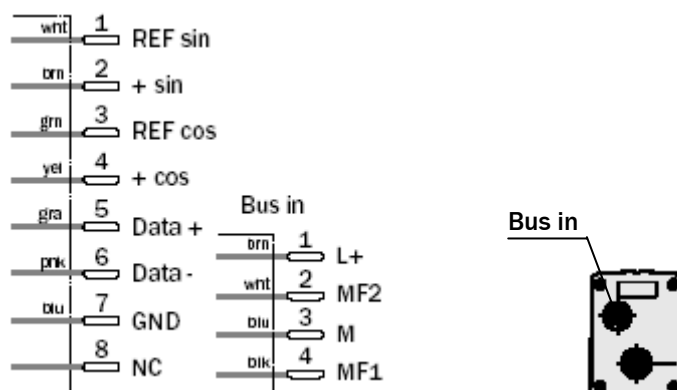 wht 1 REF sin
brn 2 + sin
grn 3 REF cos
yel 4 + cos
gra 5 Data +
pnk 6 Data -
blu 7 GND
8 NC
Bus in
brn 1 L+
wht 2 MF2
blu 3 M
blk 4 MF1
Bus in